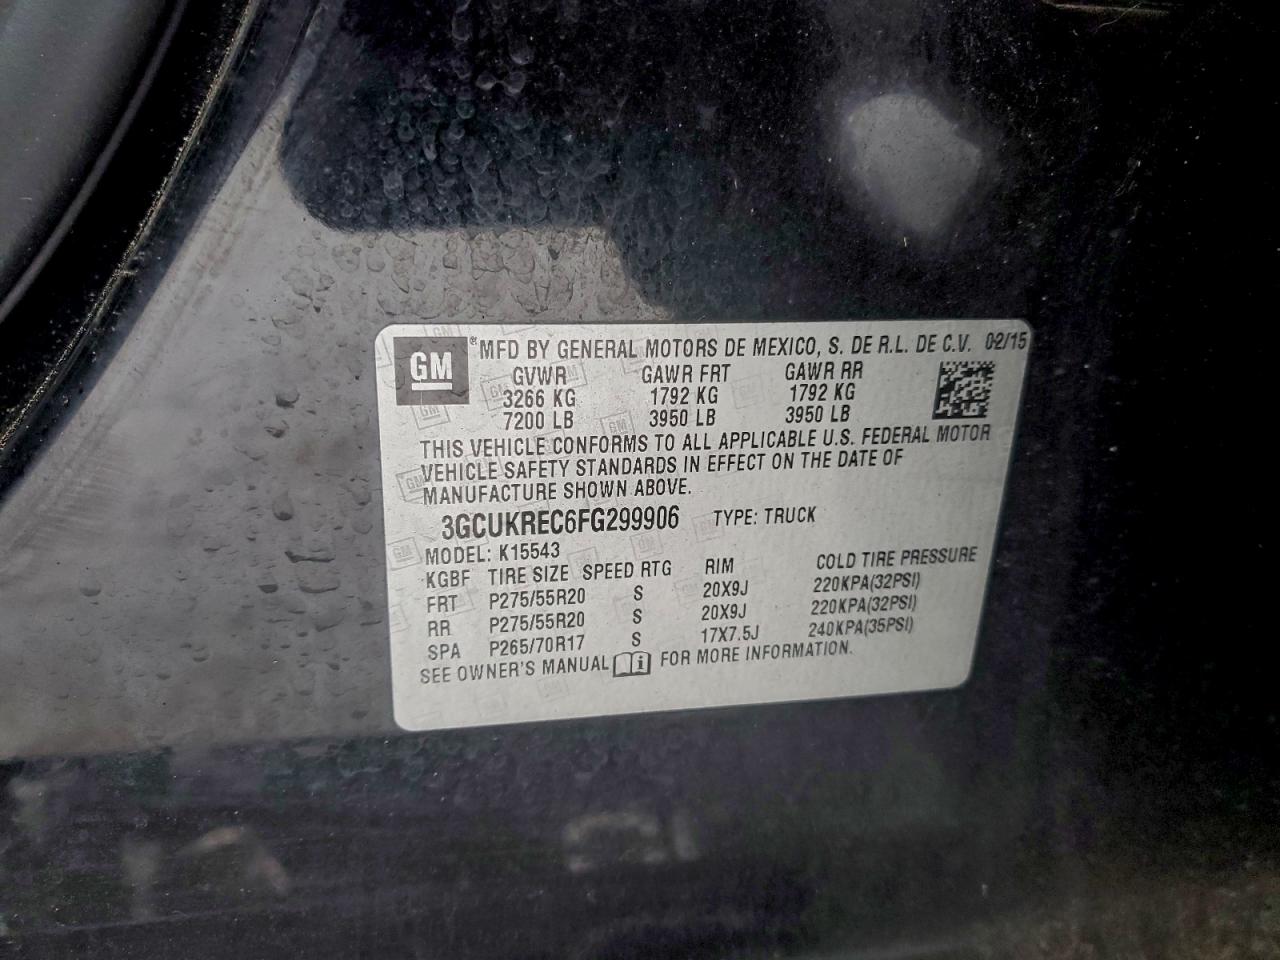 GM
® MFD BY GENERAL MOTORS DE MEXICO, S. DE R.L. DE C.V. 02/15
GVWR GAWR FRT GAWR RR
3266 KG 1792 KG 1792 KG
7200 LB 3950 LB 3950 LB
THIS VEHICLE CONFORMS TO ALL APPLICABLE U.S. FEDERAL MOTOR
VEHICLE SAFETY STANDARDS IN EFFECT ON THE DATE OF
MANUFACTURE SHOWN ABOVE.
3GCUKREC6FG299906 TYPE: TRUCK
MODEL: K15543
KGBF TIRE SIZE SPEED RTG RIM COLD TIRE PRESSURE
FRT P275/55R20 S 20X9J 220KPA(32PSI)
RR P275/55R20 S 20X9J 220KPA(32PSI)
SPA P265/70R17 S 17X7.5J 240KPA(35PSI)
SEE OWNER'S MANUAL FOR MORE INFORMATION.